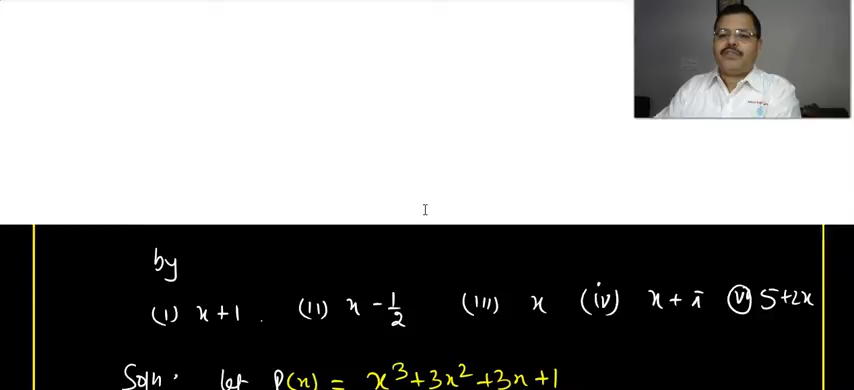 by
(i) x+1. (ii) x-1/2 (iii) x (iv) x+π (v) 5+2x
Soln. let P(x) = x³+3x²+3x+1